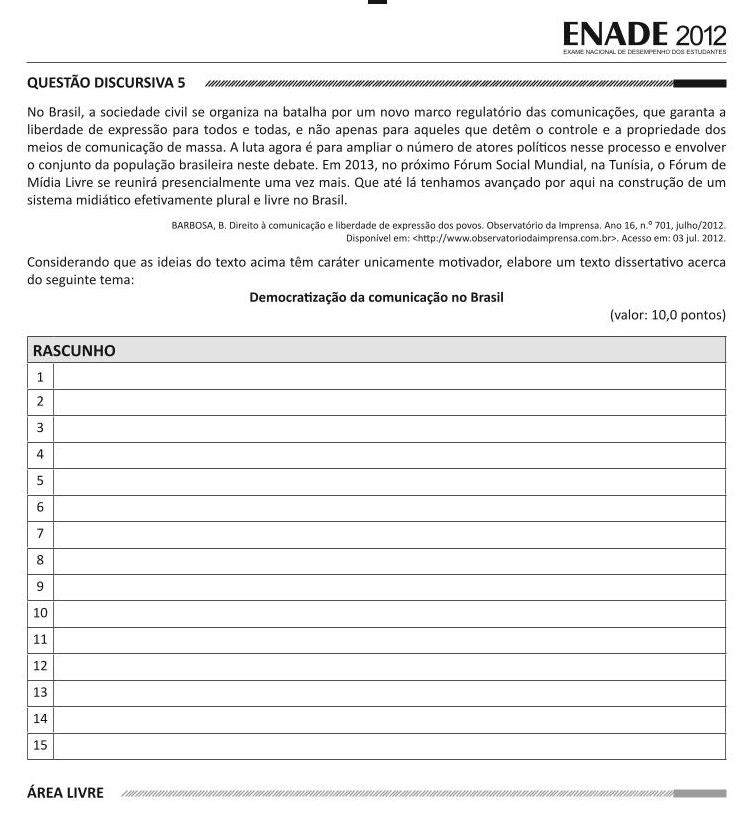 ENADE 2012
EXAME NACIONAL DE DESEMPENHO DOS ESTUDANTES
QUESTÃO DISCURSIVA 5
No Brasil, a sociedade civil se organiza na batalha por um novo marco regulatório das comunicações, que garanta a
liberdade de expressão para todos e todas, e não apenas para aqueles que detêm o controle e a propriedade dos
meios de comunicação de massa. A luta agora é para ampliar o número de atores políticos nesse processo e envolver
o conjunto da população brasileira neste debate. Em 2013, no próximo Fórum Social Mundial, na Tunísia, o Fórum de
Mídia Livre se reunirá presencialmente uma vez mais. Que até lá tenhamos avançado por aqui na construção de um
sistema midiático efetivamente plural e livre no Brasil.
BARBOSA, B. Direito à comunicação e liberdade de expressão dos povos. Observatório da Imprensa. Ano 16, n.º 701, julho/2012.
Disponível em: <http://www.observatoriodaimprensa.com.br>. Acesso em: 03 jul. 2012.
Considerando que as ideias do texto acima têm caráter unicamente motivador, elabore um texto dissertativo acerca
do seguinte tema:
Democratização da comunicação no Brasil
(valor: 10,0 pontos)
RASCUNHO
1
2
3
4
5
6
7
8
9
10
11
12
13
14
15
ÁREA LIVRE